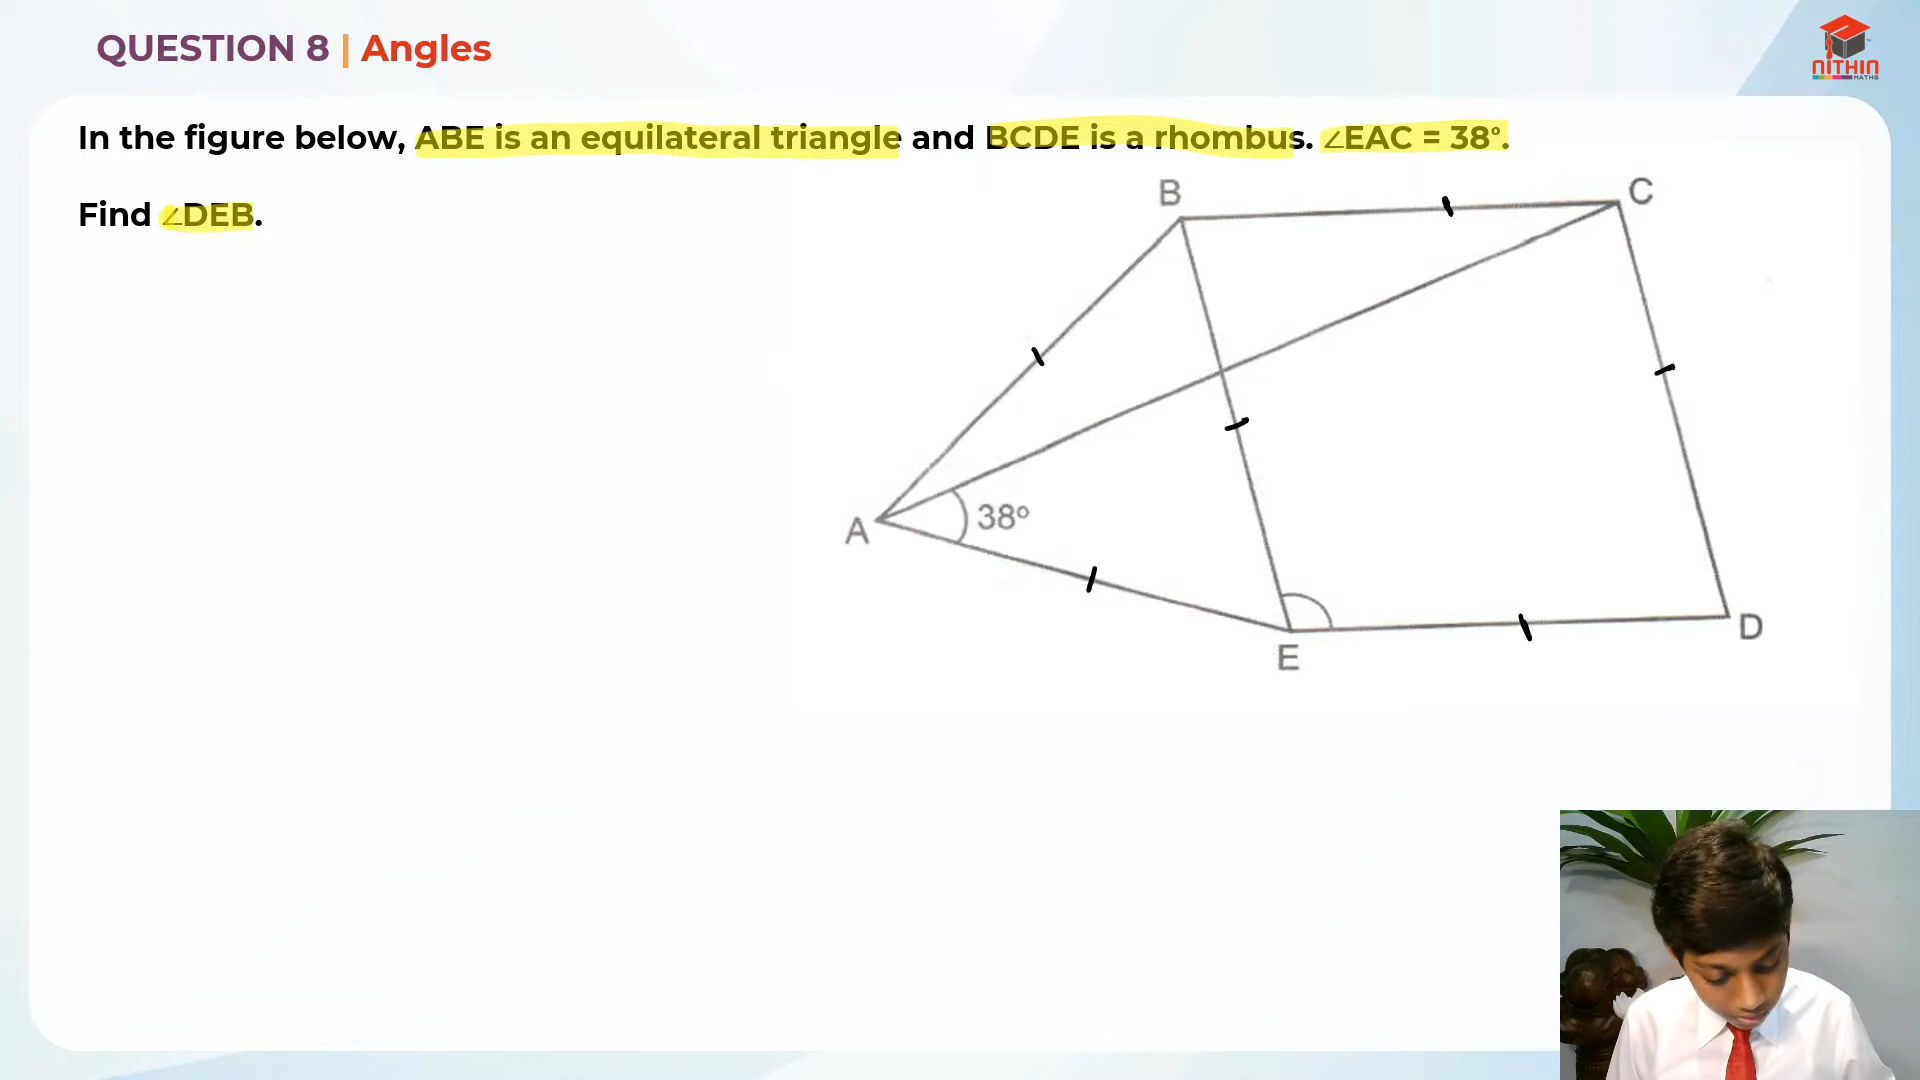 QUESTION 8 | Angles
NITHIN
MATHS
In the figure below, ABE is an equilateral triangle and BCDE is a rhombus. ∠EAC = 38°.
Find ∠DEB.
B
C
A
38°
E
D